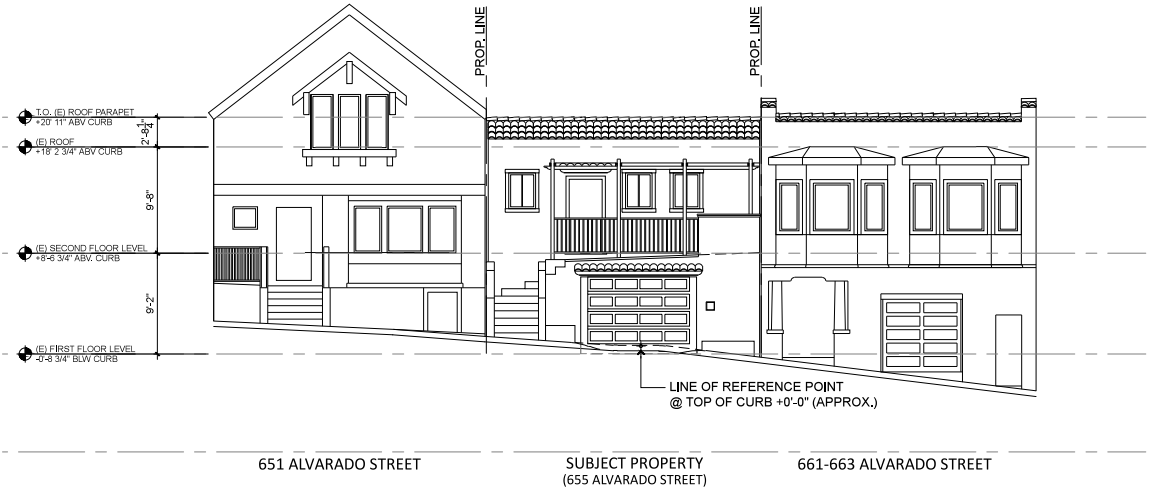 PROP. LINE
PROP. LINE
T.O. (E) ROOF PARAPET
+20' 11" ABV CURB
2'-8¼"
(E) ROOF
+18' 2 3/4" ABV CURB
9'-8"
(E) SECOND FLOOR LEVEL
+8'-6 3/4" ABV. CURB
9'-2"
(E) FIRST FLOOR LEVEL
-0'-8 3/4" BLW CURB
LINE OF REFERENCE POINT
@ TOP OF CURB +0'-0" (APPROX.)
651 ALVARADO STREET
SUBJECT PROPERTY
(655 ALVARADO STREET)
661-663 ALVARADO STREET